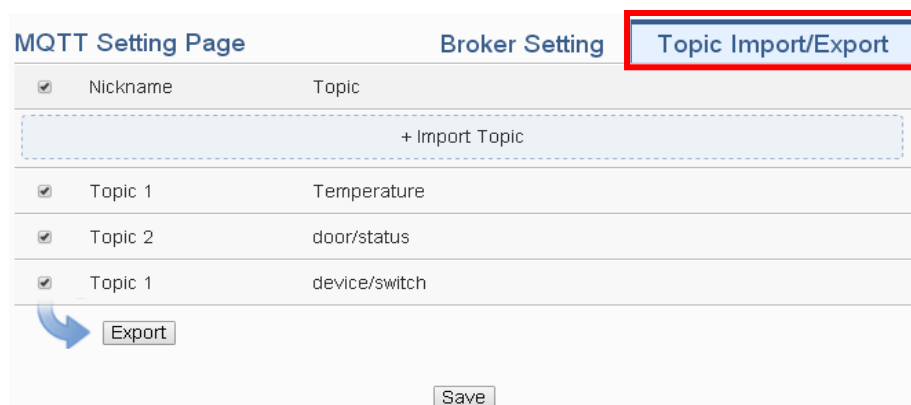 MQTT Setting Page Broker Setting Topic Import/Export
Nickname Topic
+ Import Topic
Topic 1 Temperature
Topic 2 door/status
Topic 1 device/switch
Export
Save